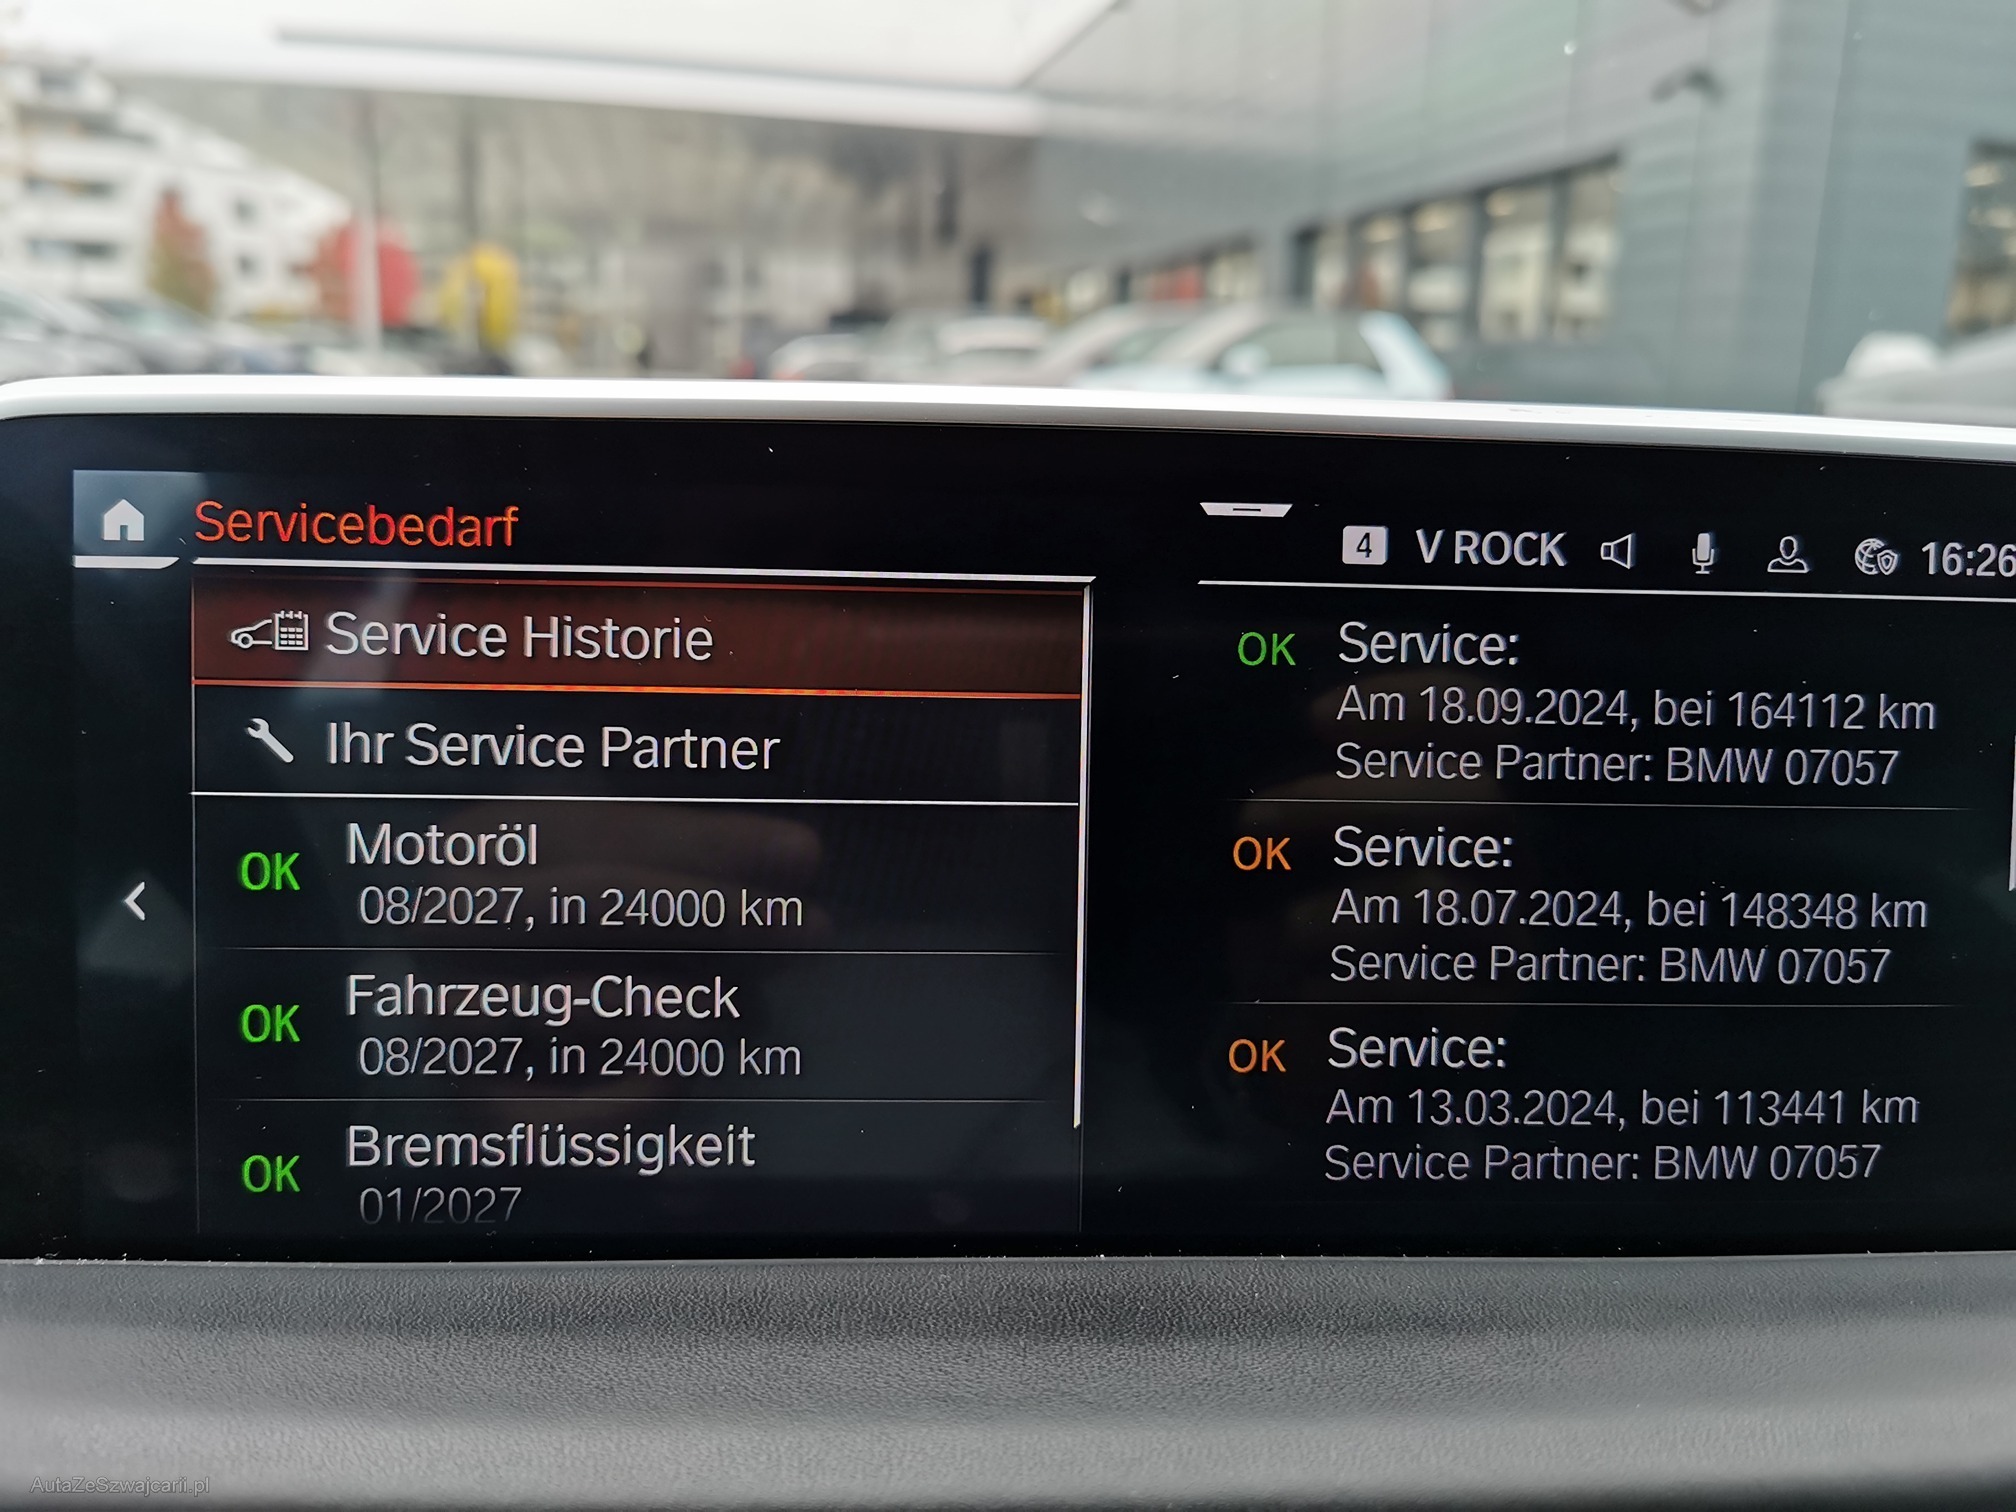 Servicebedarf
4 V ROCK 16:26
Service Historie
Ihr Service Partner
OK Motoröl
08/2027, in 24000 km
OK Fahrzeug-Check
08/2027, in 24000 km
OK Bremsflüssigkeit
01/2027
OK Service:
Am 18.09.2024, bei 164112 km
Service Partner: BMW 07057
OK Service:
Am 18.07.2024, bei 148348 km
Service Partner: BMW 07057
OK Service:
Am 13.03.2024, bei 113441 km
Service Partner: BMW 07057
AutaZeSzwajcarii.pl